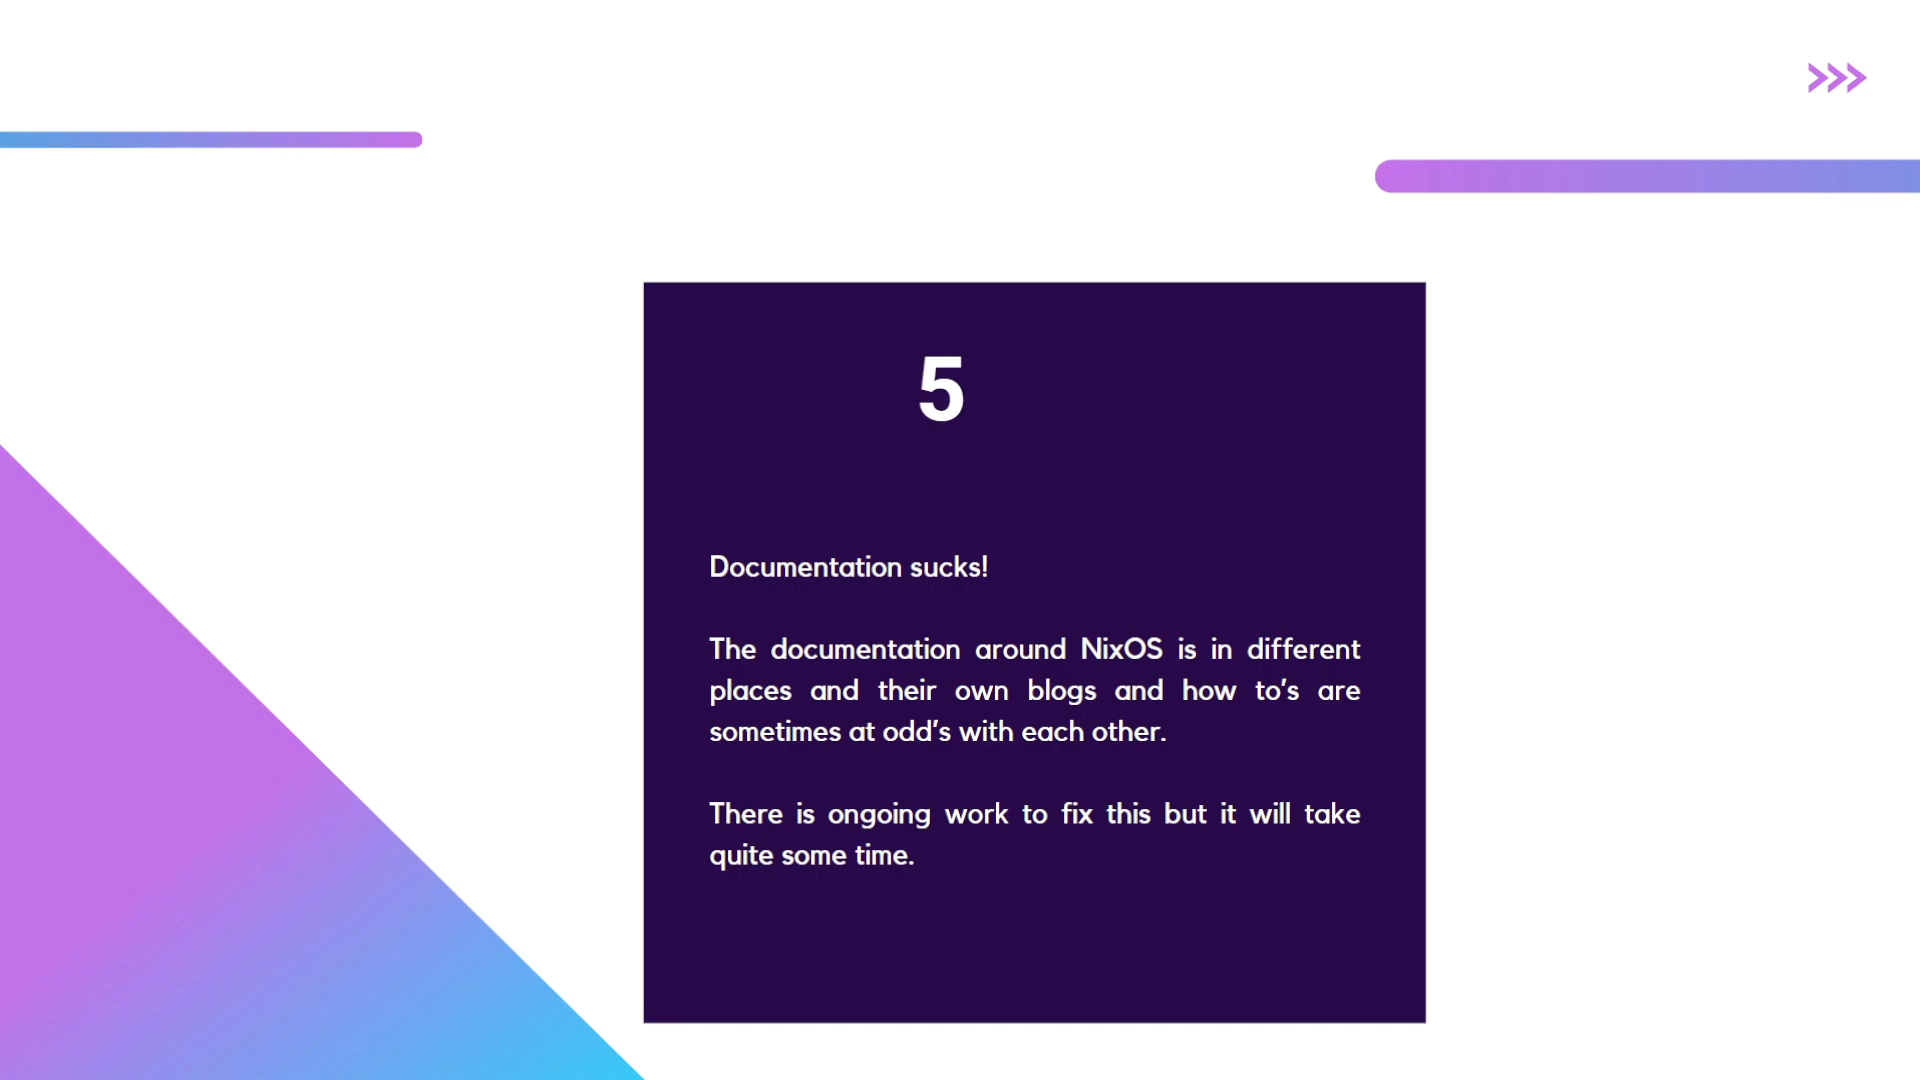 5
Documentation sucks!
The documentation around NixOS is in different
places and their own blogs and how to’s are
sometimes at odd’s with each other.
There is ongoing work to fix this but it will take
quite some time.